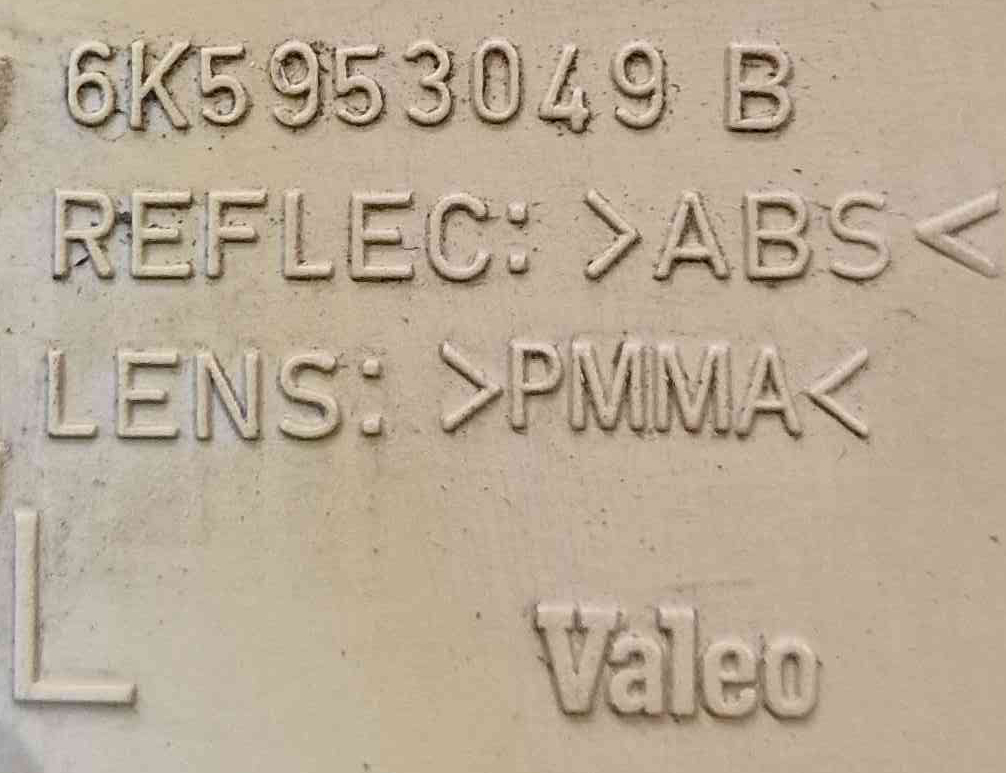 6K5953049 B
REFLEC: >ABS<
LENS: >PMMA<
L
Valeo